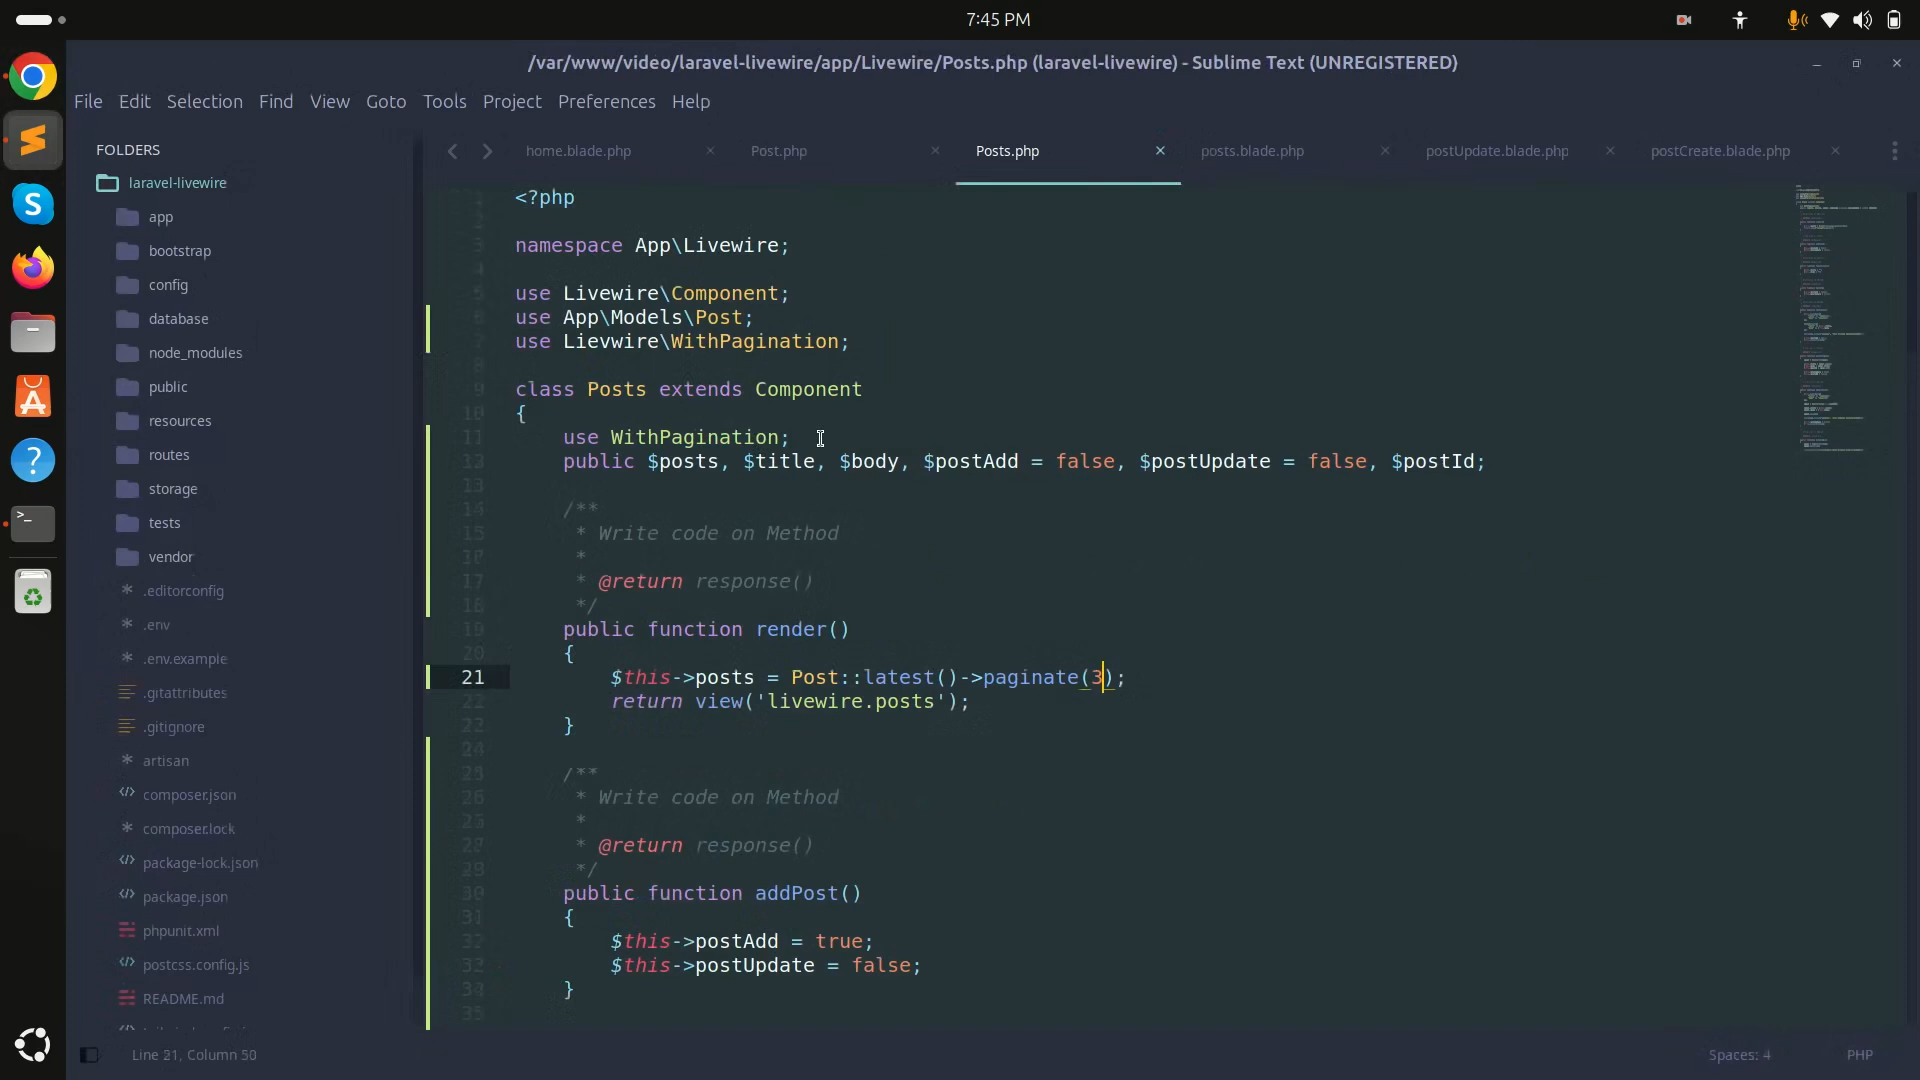 7:45 PM
/var/www/video/laravel-livewire/app/Livewire/Posts.php (laravel-livewire) - Sublime Text (UNREGISTERED)
File Edit Selection Find View Goto Tools Project Preferences Help
FOLDERS
laravel-livewire
app
bootstrap
config
database
node_modules
public
resources
routes
storage
tests
vendor
.editorconfig
.env
.env.example
.gitattributes
.gitignore
artisan
composer.json
composer.lock
package-lock.json
package.json
phpunit.xml
postcss.config.js
README.md
home.blade.php Post.php Posts.php posts.blade.php postUpdate.blade.php postCreate.blade.php
<?php
namespace App\Livewire;
use Livewire\Component;
use App\Models\Post;
use Lievwire\WithPagination;
class Posts extends Component
{
use WithPagination;
public $posts, $title, $body, $postAdd = false, $postUpdate = false, $postId;
/**
* Write code on Method
*
* @return response()
*/
public function render()
{
21 $this->posts = Post::latest()->paginate(3);
return view('livewire.posts');
}
/**
* Write code on Method
*
* @return response()
*/
public function addPost()
{
$this->postAdd = true;
$this->postUpdate = false;
}
Line 21, Column 50
Spaces: 4
PHP